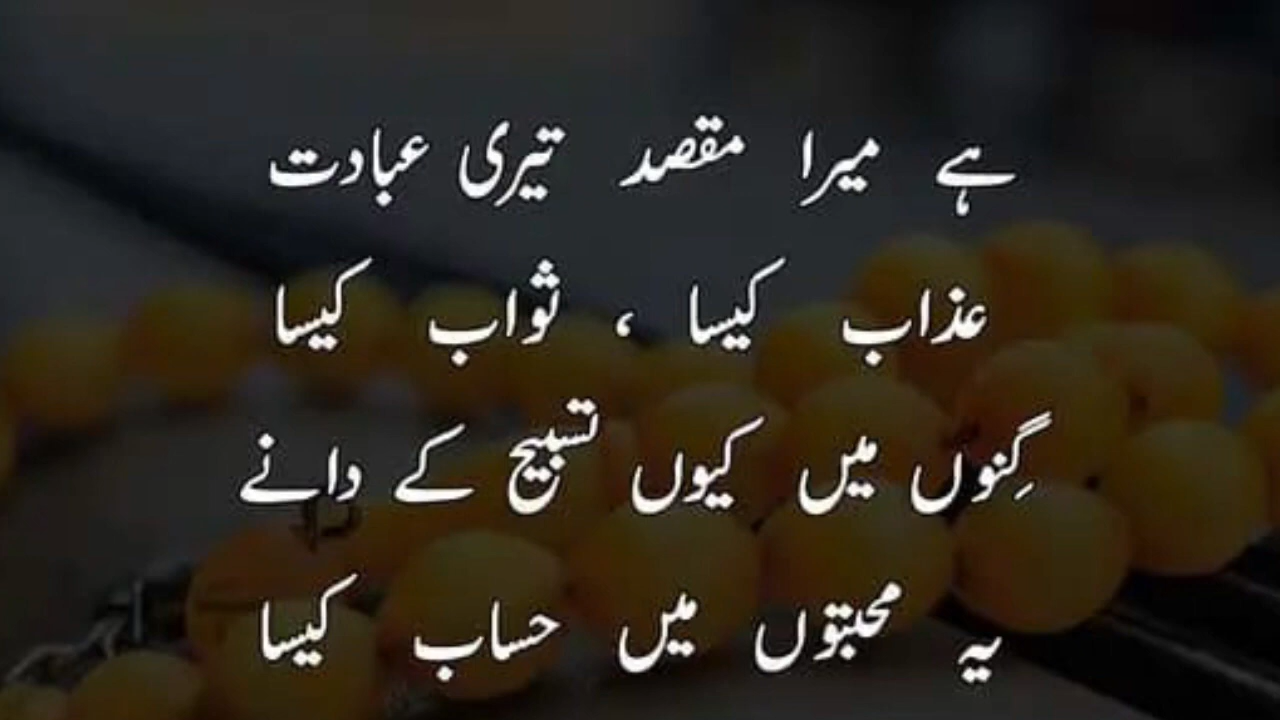 ہے میرا مقصد تیری عبادت
عذاب کیسا ، ثواب کیسا
گِنوں میں کیوں تسبیح کے دانے
یہ محبتوں میں حساب کیسا